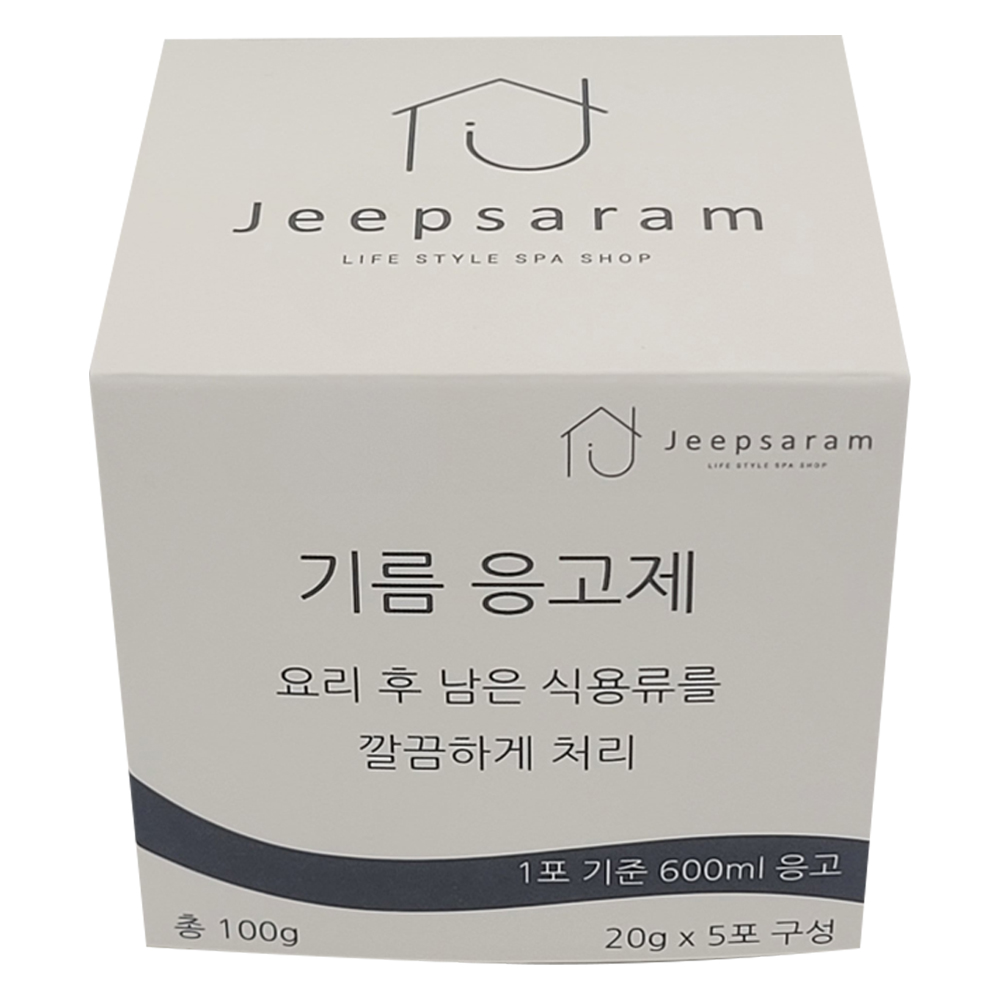 Jeepsaram
LIFE STYLE SPA SHOP
Jeepsaram
LIFE STYLE SPA SHOP
기름 응고제
요리 후 남은 식용류를
깔끔하게 처리
1포 기준 600ml 응고
총 100g
20g x 5포 구성